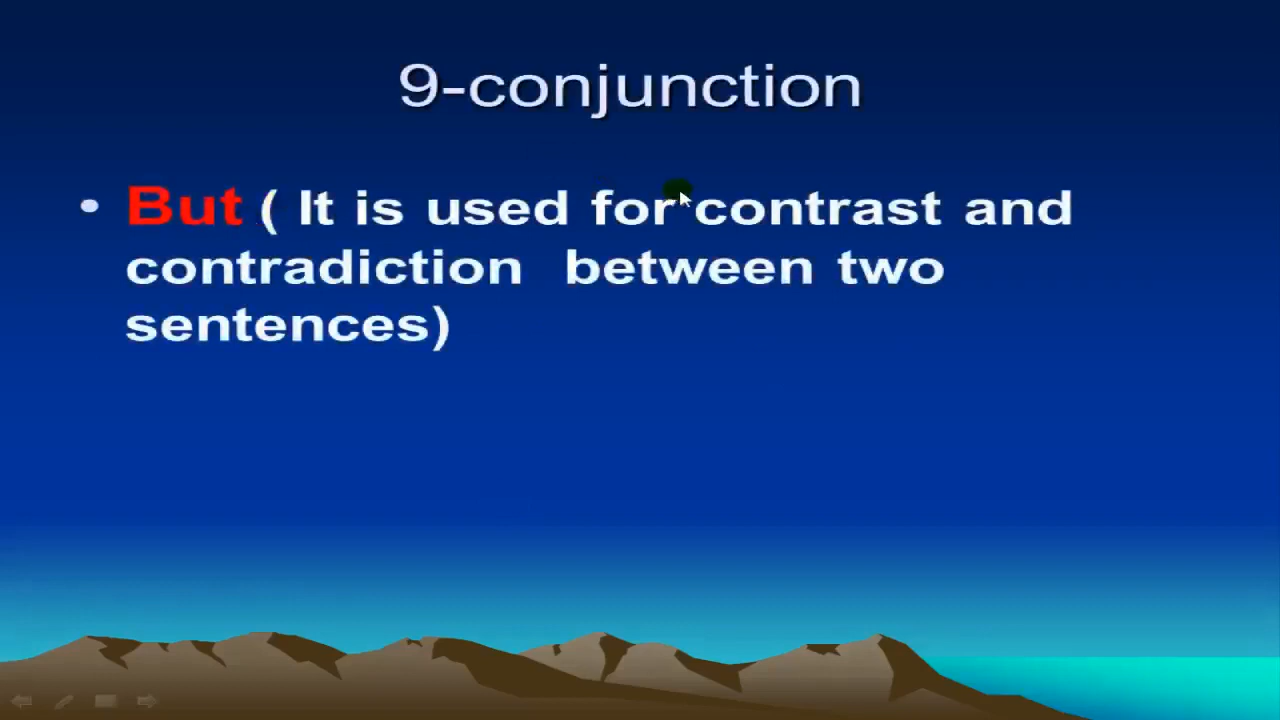 9-conjunction
• But ( It is used for contrast and
contradiction between two
sentences)